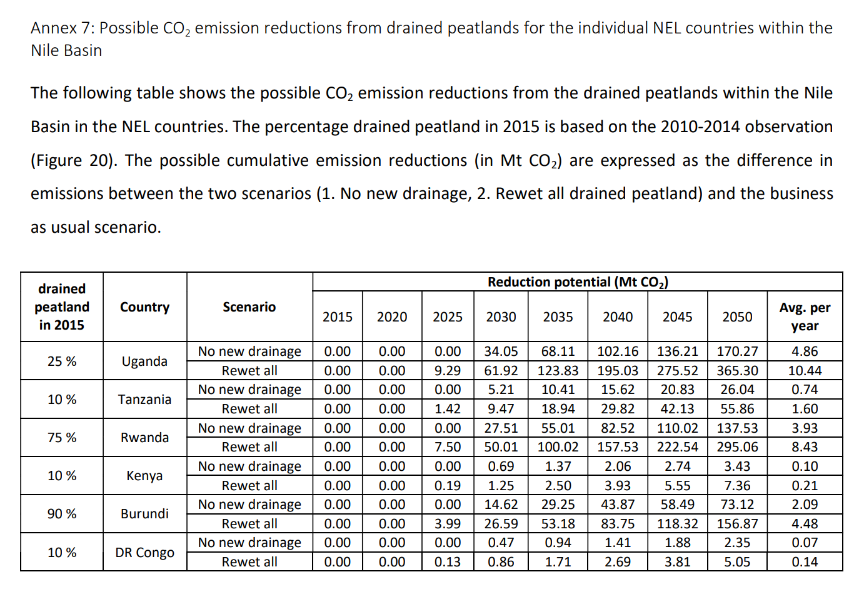 Annex 7: Possible CO₂ emission reductions from drained peatlands for the individual NEL countries within the
Nile Basin
The following table shows the possible CO₂ emission reductions from the drained peatlands within the Nile
Basin in the NEL countries. The percentage drained peatland in 2015 is based on the 2010-2014 observation
(Figure 20). The possible cumulative emission reductions (in Mt CO₂) are expressed as the difference in
emissions between the two scenarios (1. No new drainage, 2. Rewet all drained peatland) and the business
as usual scenario.
drained peatland in 2015 Country Scenario Reduction potential (Mt CO₂)
2015 2020 2025 2030 2035 2040 2045 2050 Avg. per year
25 % Uganda No new drainage 0.00 0.00 0.00 34.05 68.11 102.16 136.21 170.27 4.86
Rewet all 0.00 0.00 9.29 61.92 123.83 195.03 275.52 365.30 10.44
10 % Tanzania No new drainage 0.00 0.00 0.00 5.21 10.41 15.62 20.83 26.04 0.74
Rewet all 0.00 0.00 1.42 9.47 18.94 29.82 42.13 55.86 1.60
75 % Rwanda No new drainage 0.00 0.00 0.00 27.51 55.01 82.52 110.02 137.53 3.93
Rewet all 0.00 0.00 7.50 50.01 100.02 157.53 222.54 295.06 8.43
10 % Kenya No new drainage 0.00 0.00 0.00 0.69 1.37 2.06 2.74 3.43 0.10
Rewet all 0.00 0.00 0.19 1.25 2.50 3.93 5.55 7.36 0.21
90 % Burundi No new drainage 0.00 0.00 0.00 14.62 29.25 43.87 58.49 73.12 2.09
Rewet all 0.00 0.00 3.99 26.59 53.18 83.75 118.32 156.87 4.48
10 % DR Congo No new drainage 0.00 0.00 0.00 0.47 0.94 1.41 1.88 2.35 0.07
Rewet all 0.00 0.00 0.13 0.86 1.71 2.69 3.81 5.05 0.14